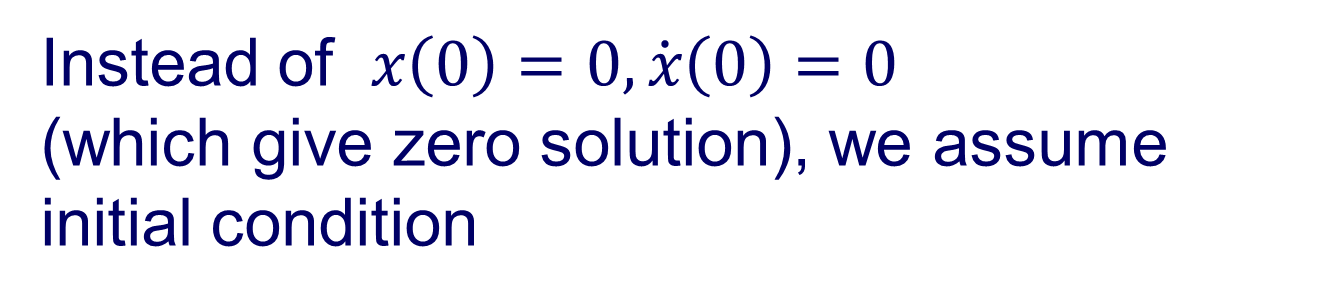 Instead of x(0) = 0, ẋ(0) = 0
(which give zero solution), we assume
initial condition